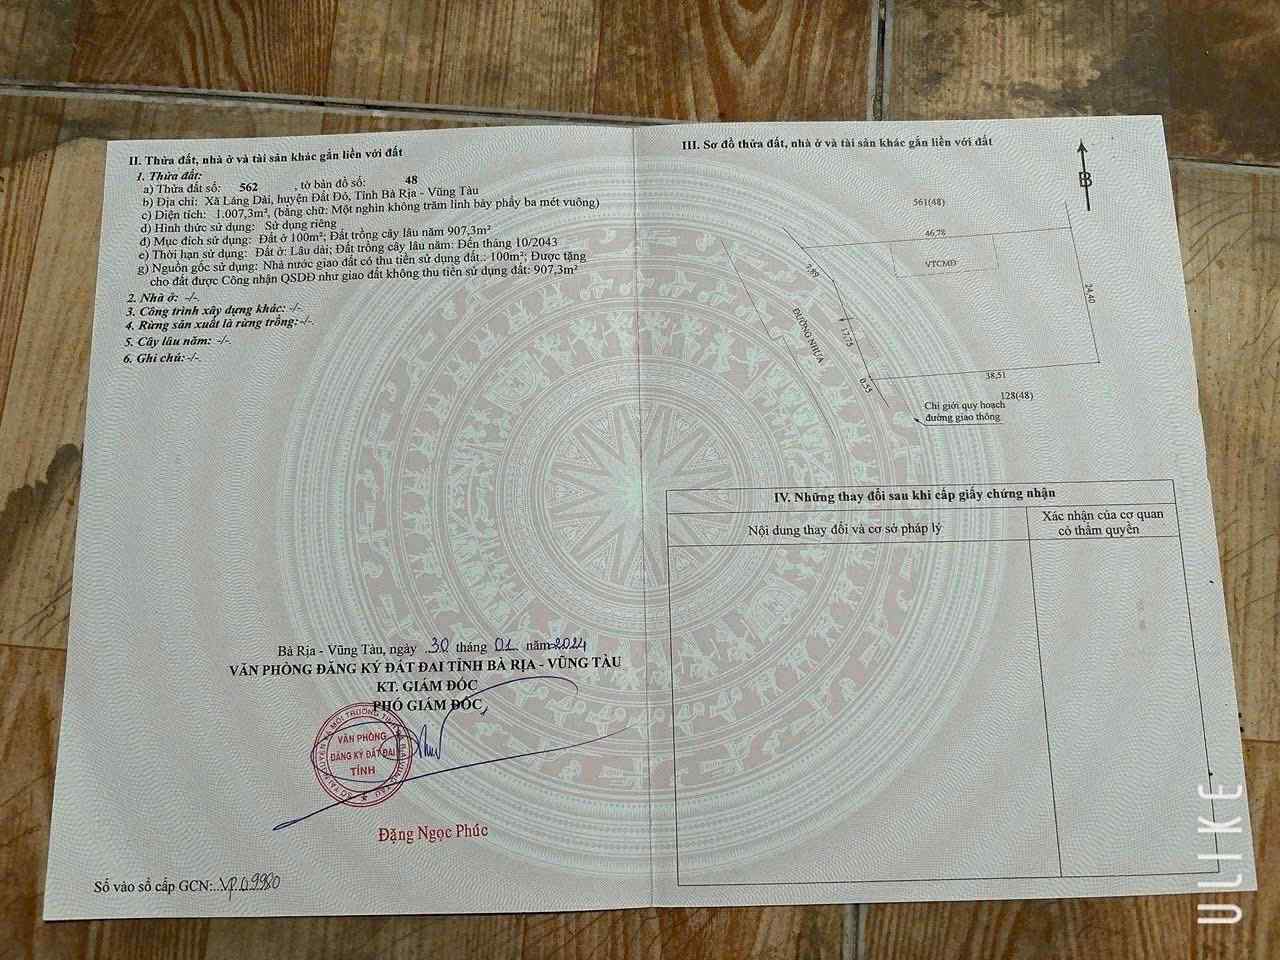 II. Thửa đất, nhà ở và tài sản khác gắn liền với đất
1. Thửa đất:
a) Thửa đất số: 562 , tờ bản đồ số: 48
b) Địa chỉ: Xã Láng Dài, huyện Đất Đỏ, Tỉnh Bà Rịa - Vũng Tàu
c) Diện tích: 1.007,3m², (bằng chữ: Một nghìn không trăm linh bảy phẩy ba mét vuông)
d) Hình thức sử dụng: Sử dụng riêng
đ) Mục đích sử dụng: Đất ở 100m²; Đất trồng cây lâu năm 907,3m²
e) Thời hạn sử dụng: Đất ở: Lâu dài; Đất trồng cây lâu năm: Đến tháng 10/2043
g) Nguồn gốc sử dụng: Nhà nước giao đất có thu tiền sử dụng đất.: 100m²; Được tặng
cho đất được Công nhận QSDĐ như giao đất không thu tiền sử dụng đất: 907,3m²
2. Nhà ở: -/-.
3. Công trình xây dựng khác: -/-.
4. Rừng sản xuất là rừng trồng:-/-.
5. Cây lâu năm: -/-.
6. Ghi chú:-/-.
Bà Rịa - Vũng Tàu, ngày 30 tháng 01 năm 2024
VĂN PHÒNG ĐĂNG KÝ ĐẤT ĐAI TỈNH BÀ RỊA - VŨNG TÀU
KT. GIÁM ĐỐC
PHÓ GIÁM ĐỐC
VĂN PHÒNG
ĐĂNG KÝ ĐẤT ĐAI
TỈNH
Đặng Ngọc Phúc
Số vào sổ cấp GCN:
III. Sơ đồ thửa đất, nhà ở và tài sản khác gắn liền với đất
B
561(48)
46,78
VTCMĐ
24,40
3,89
17,75
ĐƯỜNG NHỰA
0,55
38,51
128(48)
Chỉ giới quy hoạch
đường giao thông
IV. Những thay đổi sau khi cấp giấy chứng nhận
Nội dung thay đổi và cơ sở pháp lý
Xác nhận của cơ quan
có thẩm quyền
ULIKE